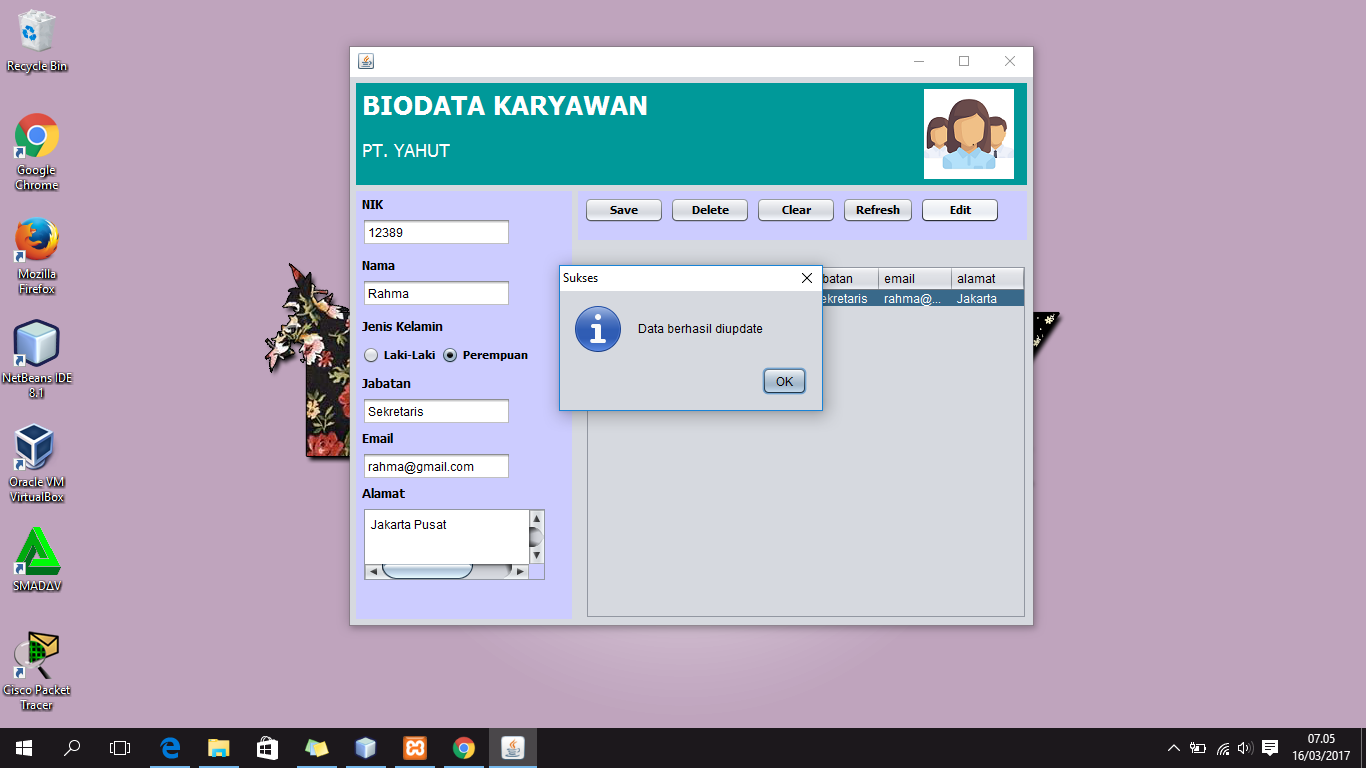 Recycle Bin
Google
Chrome
Mozilla
Firefox
NetBeans IDE
8.1
Oracle VM
VirtualBox
SMADΔV
Cisco Packet
Tracer
BIODATA KARYAWAN
PT. YAHUT
NIK
12389
Nama
Rahma
Jenis Kelamin
Laki-Laki Perempuan
Jabatan
Sekretaris
Email
rahma@gmail.com
Alamat
Jakarta Pusat
Save Delete Clear Refresh Edit
batan email alamat
ekretaris rahma@... Jakarta
Sukses
Data berhasil diupdate
OK
07.05
16/03/2017